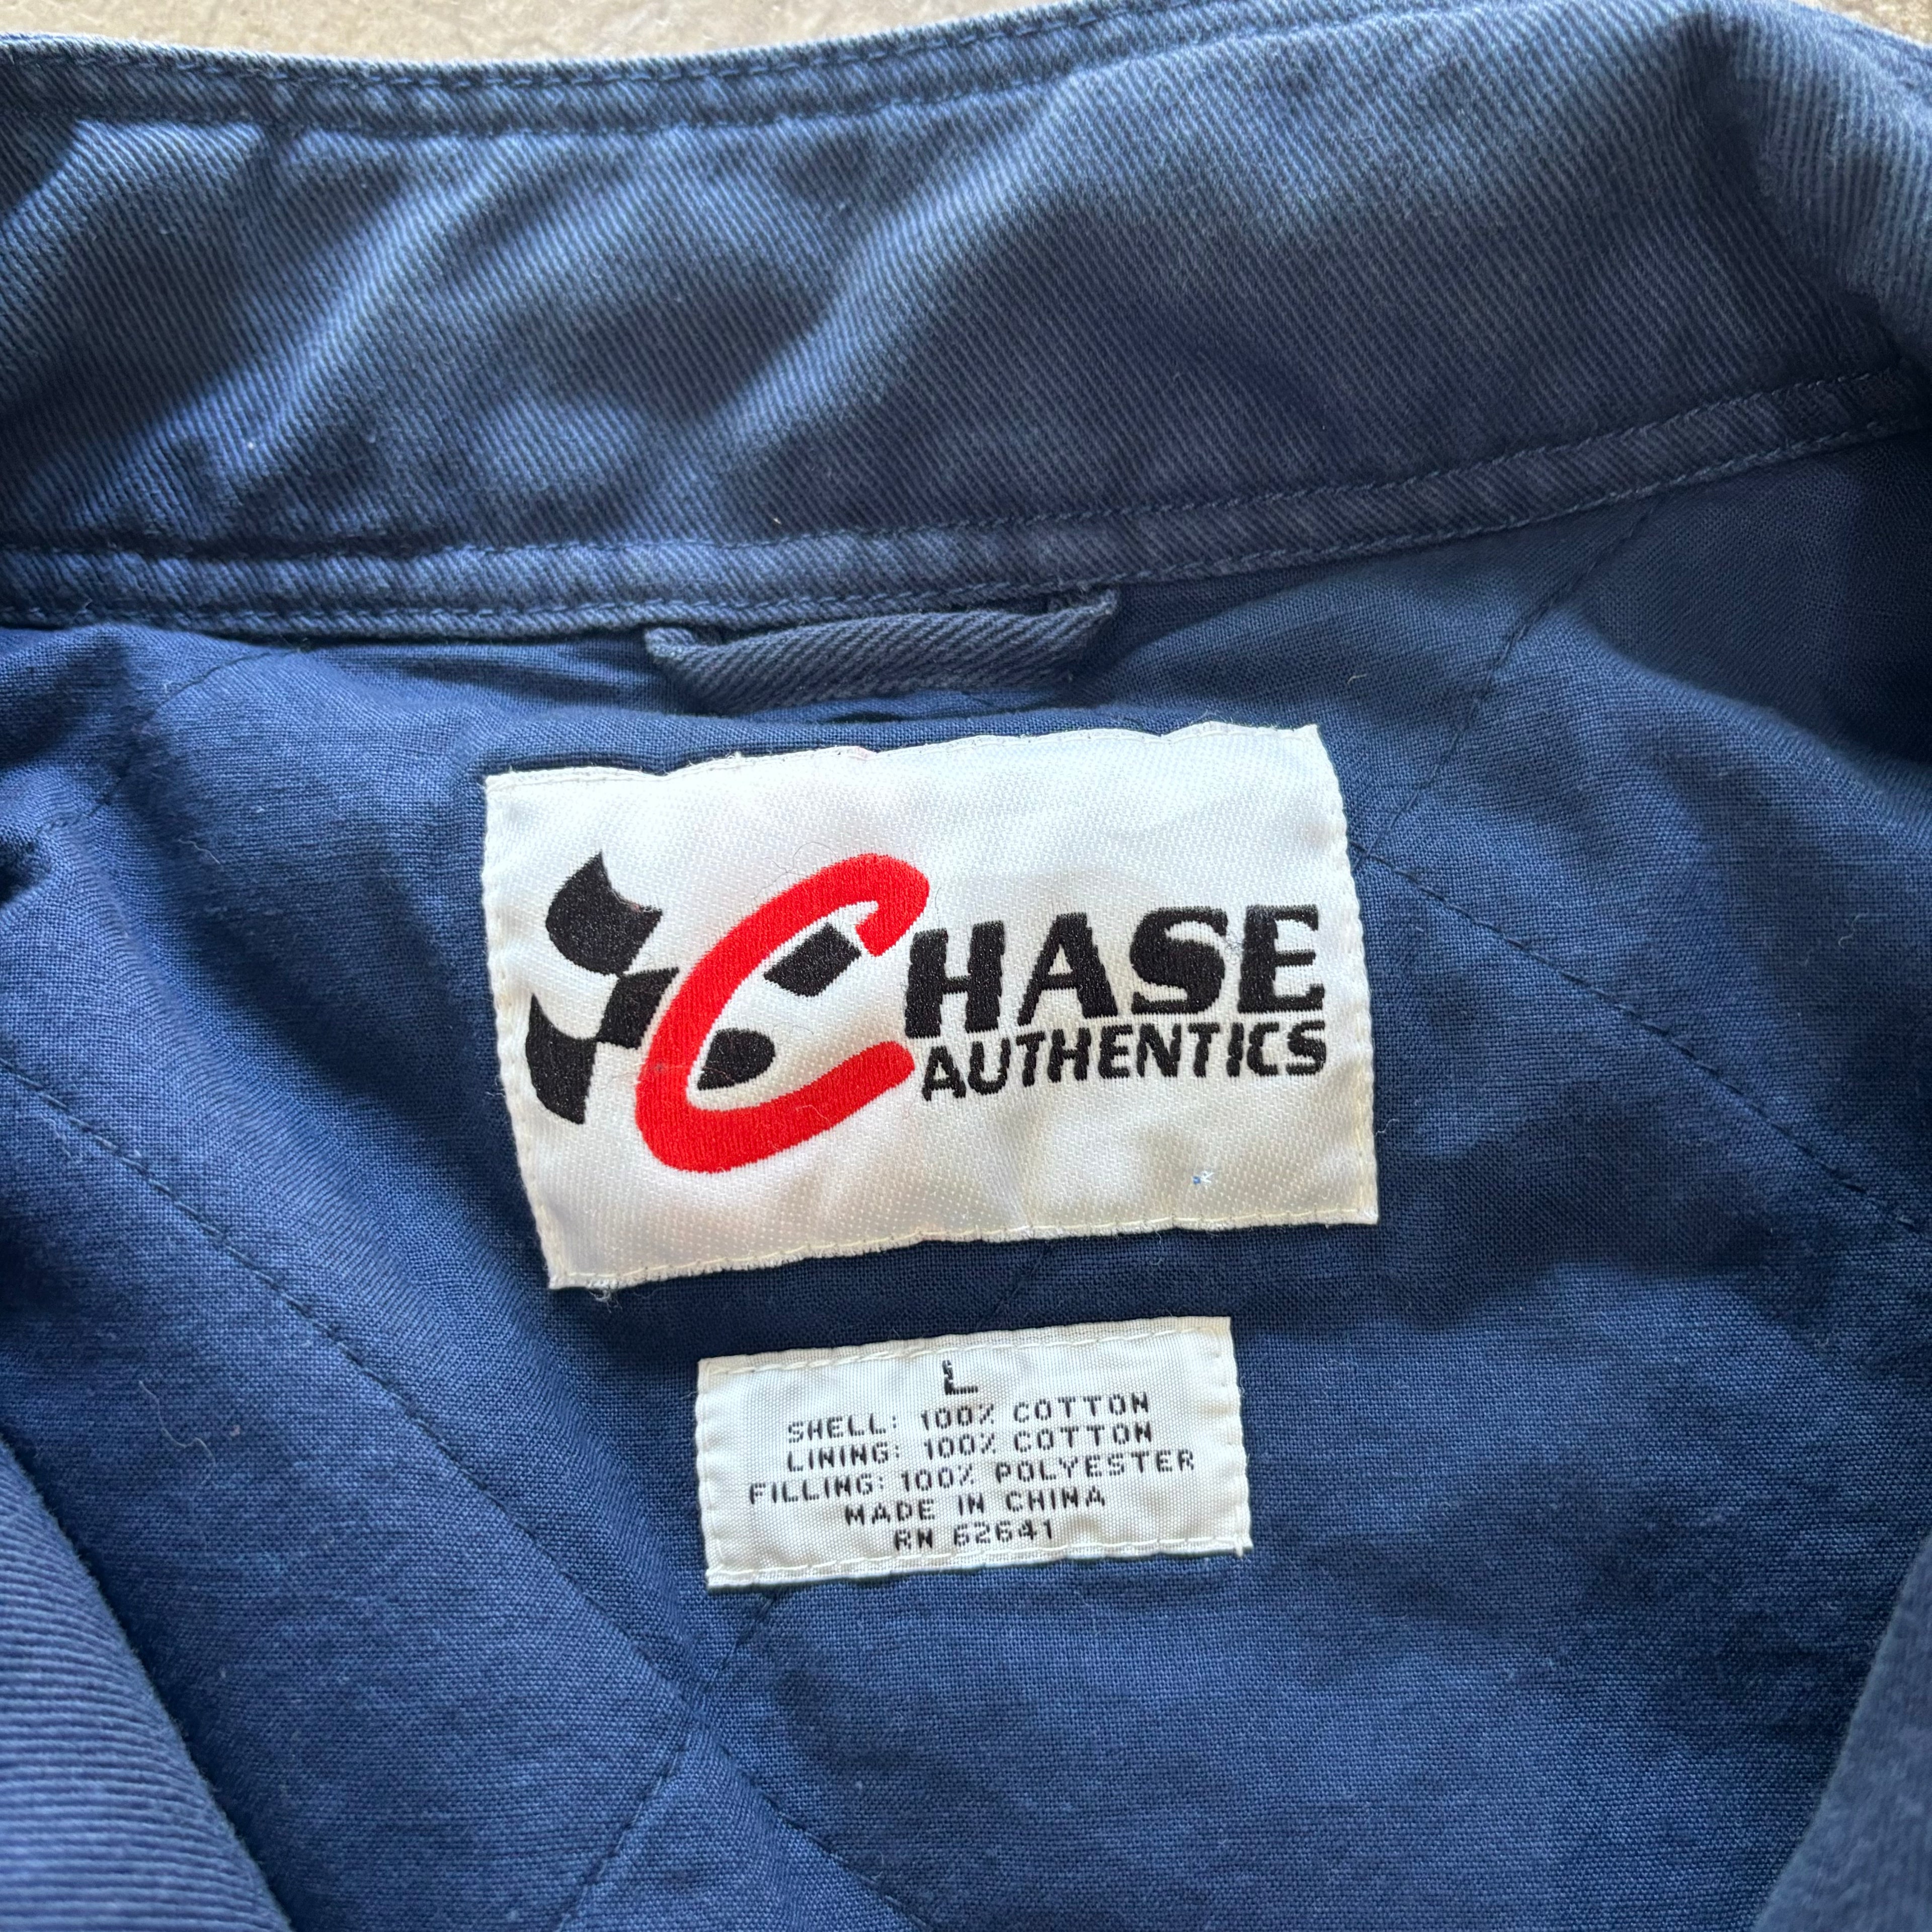 CHASE
AUTHENTICS
L
SHELL: 100% COTTON
LINING: 100% COTTON
FILLING: 100% POLYESTER
MADE IN CHINA
RN 62641